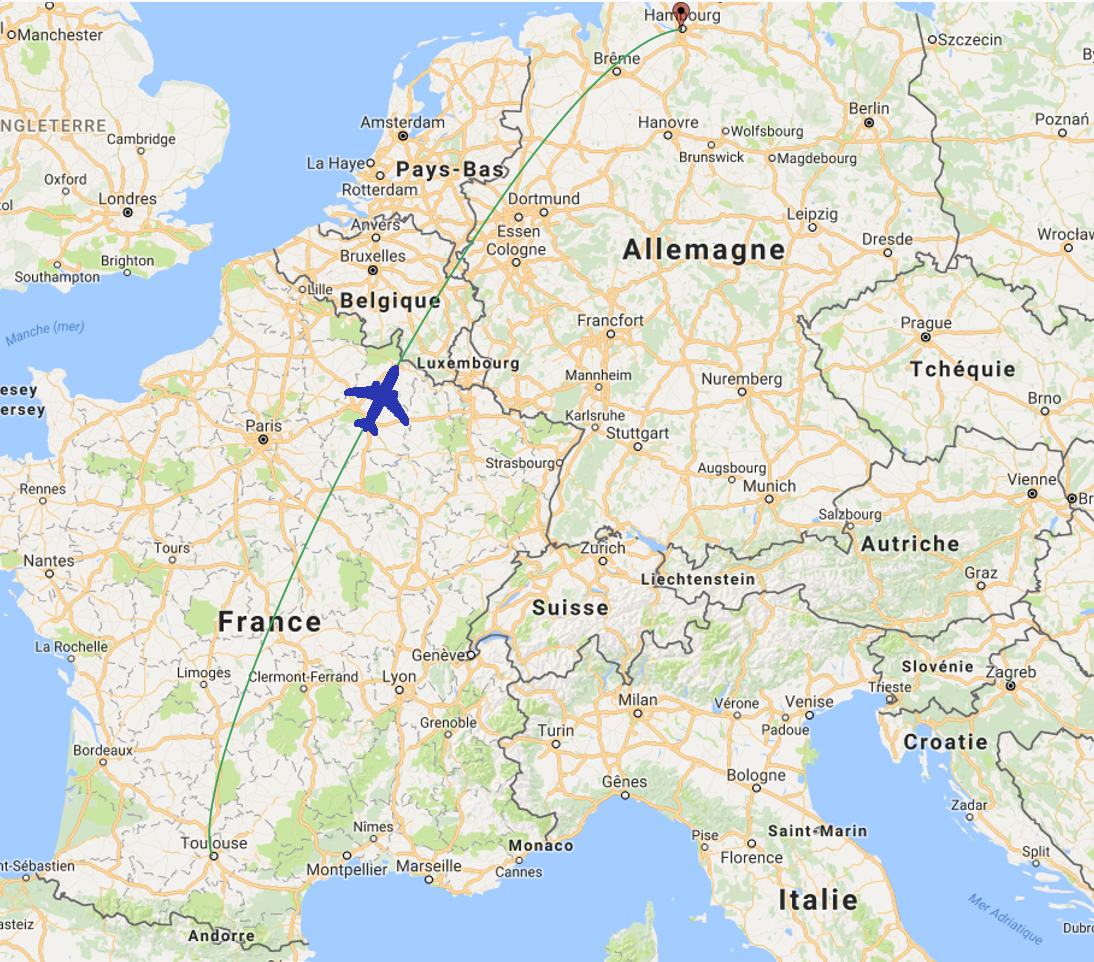 Hambourg
Manchester
Szczecin
Brême
By
Berlin
Amsterdam
Hanovre
Wolfsbourg
Poznań
NGLETERRE
Cambridge
Brunswick
Magdebourg
La Haye
Pays-Bas
Oxford
Rotterdam
Londres
Dortmund
tol
Anvers
Essen
Leipzig
Wrocław
Cologne
Allemagne
Dresde
Brighton
Bruxelles
Southampton
Lille
Belgique
Manche (mer)
Francfort
Prague
Luxembourg
Tchéquie
esey
Mannheim
Nuremberg
ersey
Brno
Paris
Karlsruhe
Stuttgart
Strasbourg
Augsbourg
Munich
Vienne
Rennes
Br
Salzbourg
Tours
Zurich
Autriche
Nantes
Liechtenstein
Graz
France
Suisse
La Rochelle
Genève
Limoges
Clermont-Ferrand
Lyon
Slovénie
Zagreb
Trieste
Milan
Vérone
Venise
Grenoble
Turin
Padoue
Bordeaux
Croatie
Gênes
Bologne
Zadar
Nîmes
Toulouse
Monaco
Pise
Saint-Marin
nt-Sébastien
Montpellier
Marseille
Cannes
Florence
Split
Italie
Mer Adriatique
asteiz
Andorre
Dubro